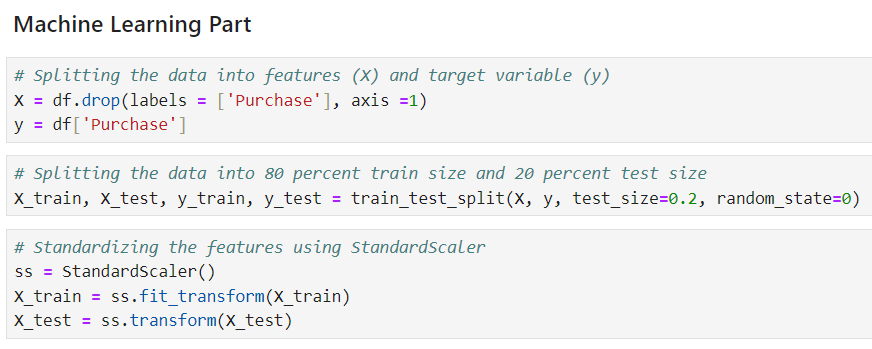 Machine Learning Part
# Splitting the data into features (X) and target variable (y)
X = df.drop(labels = ['Purchase'], axis =1)
y = df['Purchase']
# Splitting the data into 80 percent train size and 20 percent test size
X_train, X_test, y_train, y_test = train_test_split(X, y, test_size=0.2, random_state=0)
# Standardizing the features using StandardScaler
ss = StandardScaler()
X_train = ss.fit_transform(X_train)
X_test = ss.transform(X_test)